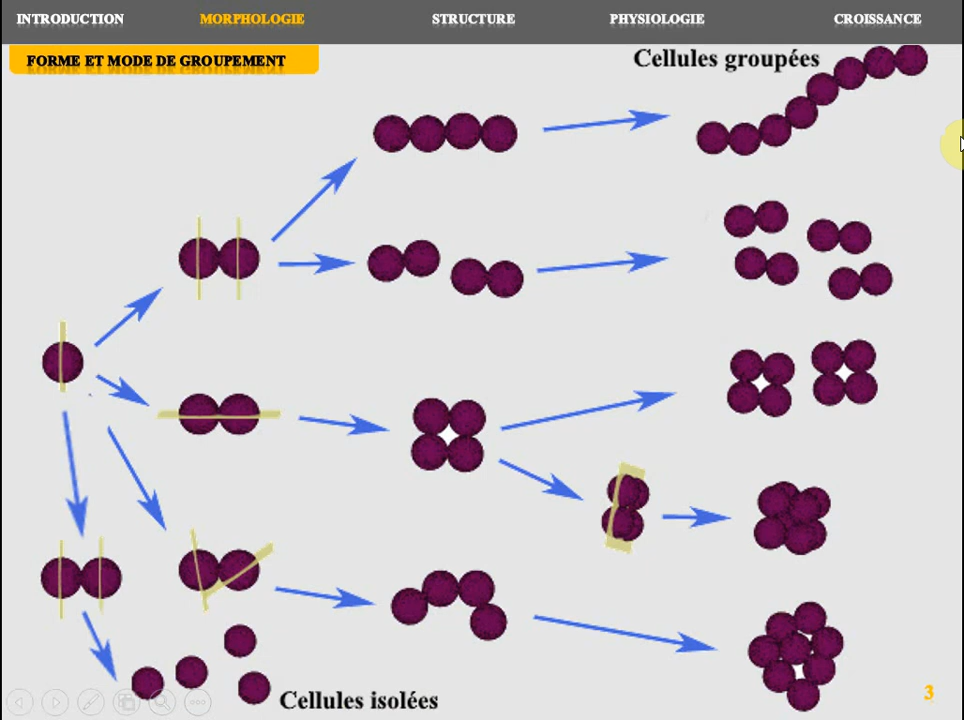 INTRODUCTION MORPHOLOGIE STRUCTURE PHYSIOLOGIE CROISSANCE
FORME ET MODE DE GROUPEMENT
Cellules groupées
Cellules isolées
3